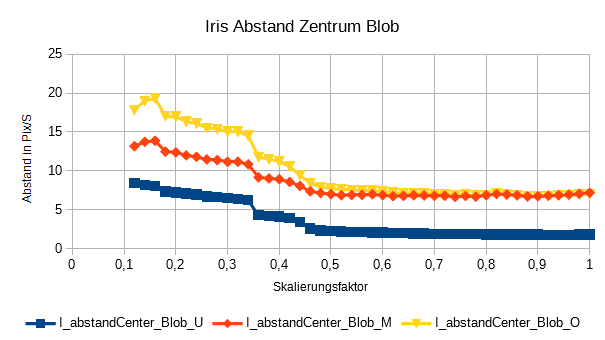 Iris Abstand Zentrum Blob
Abstand in Pix/S
25
20
15
10
5
0
0 0,1 0,2 0,3 0,4 0,5 0,6 0,7 0,8 0,9 1
Skalierungsfaktor
I_abstandCenter_Blob_U I_abstandCenter_Blob_M I_abstandCenter_Blob_O